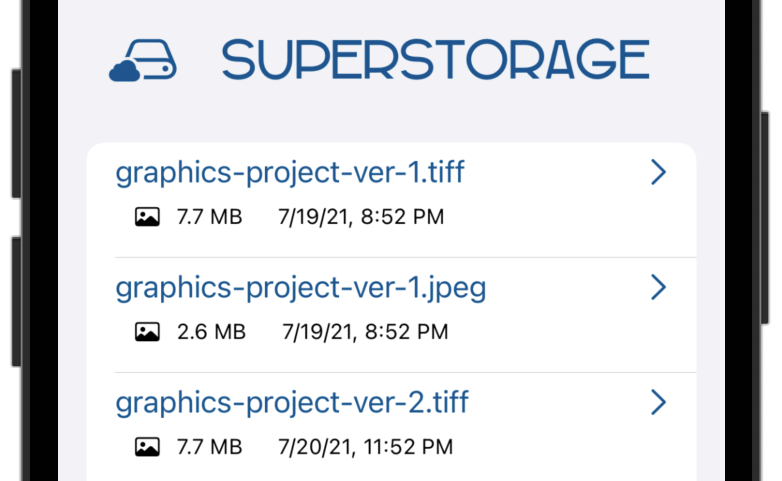 SUPERSTORAGE
graphics-project-ver-1.tiff
7.7 MB 7/19/21, 8:52 PM
graphics-project-ver-1.jpeg
2.6 MB 7/19/21, 8:52 PM
graphics-project-ver-2.tiff
7.7 MB 7/20/21, 11:52 PM